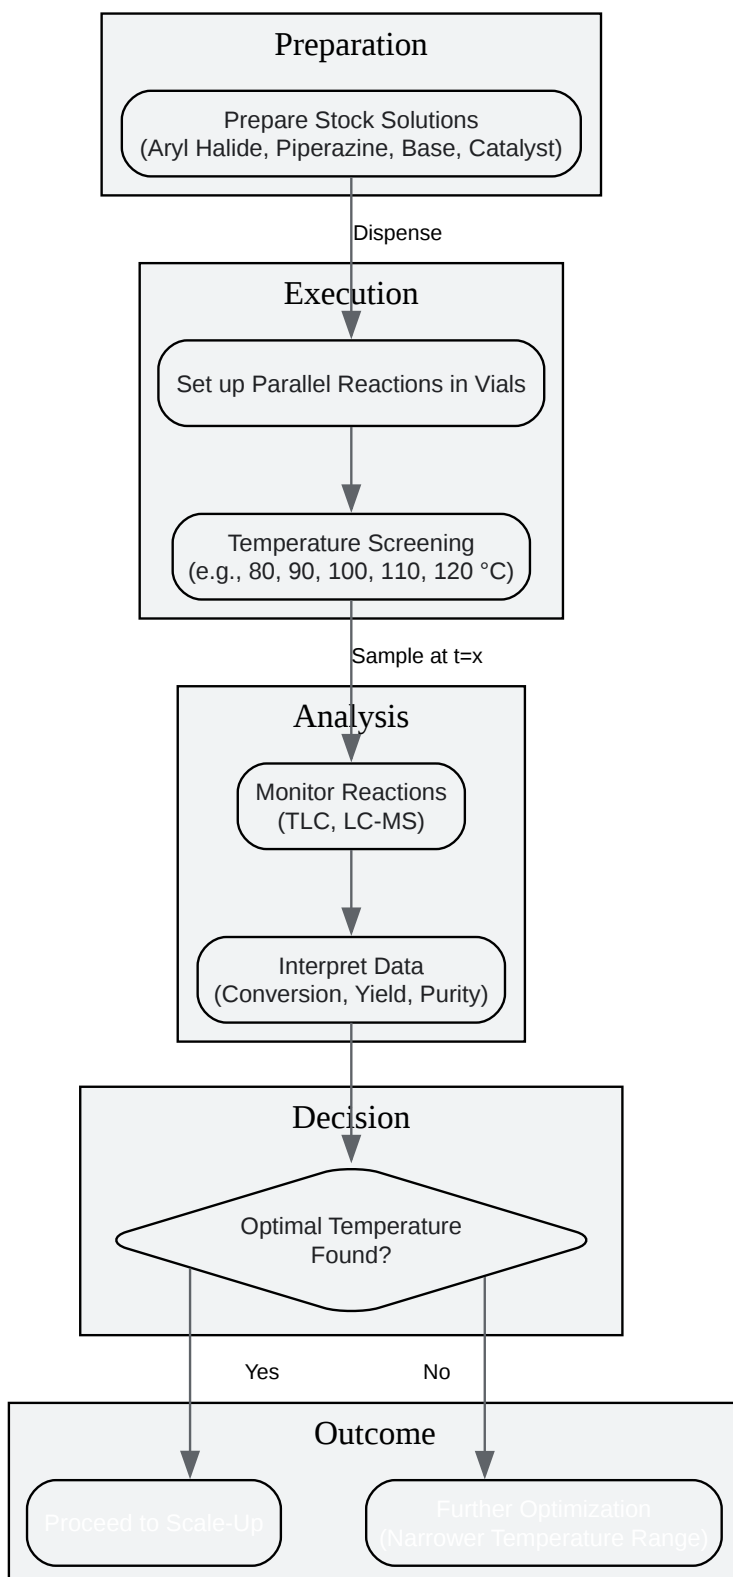 Preparation
Prepare Stock Solutions
(Aryl Halide, Piperazine, Base, Catalyst)
Dispense
Execution
Set up Parallel Reactions in Vials
Temperature Screening
(e.g., 80, 90, 100, 110, 120 °C)
Sample at t=x
Analysis
Monitor Reactions
(TLC, LC-MS)
Interpret Data
(Conversion, Yield, Purity)
Decision
Optimal Temperature
Found?
Yes
No
Outcome
Proceed to Scale-Up
Further Optimization
(Narrower Temperature Range)